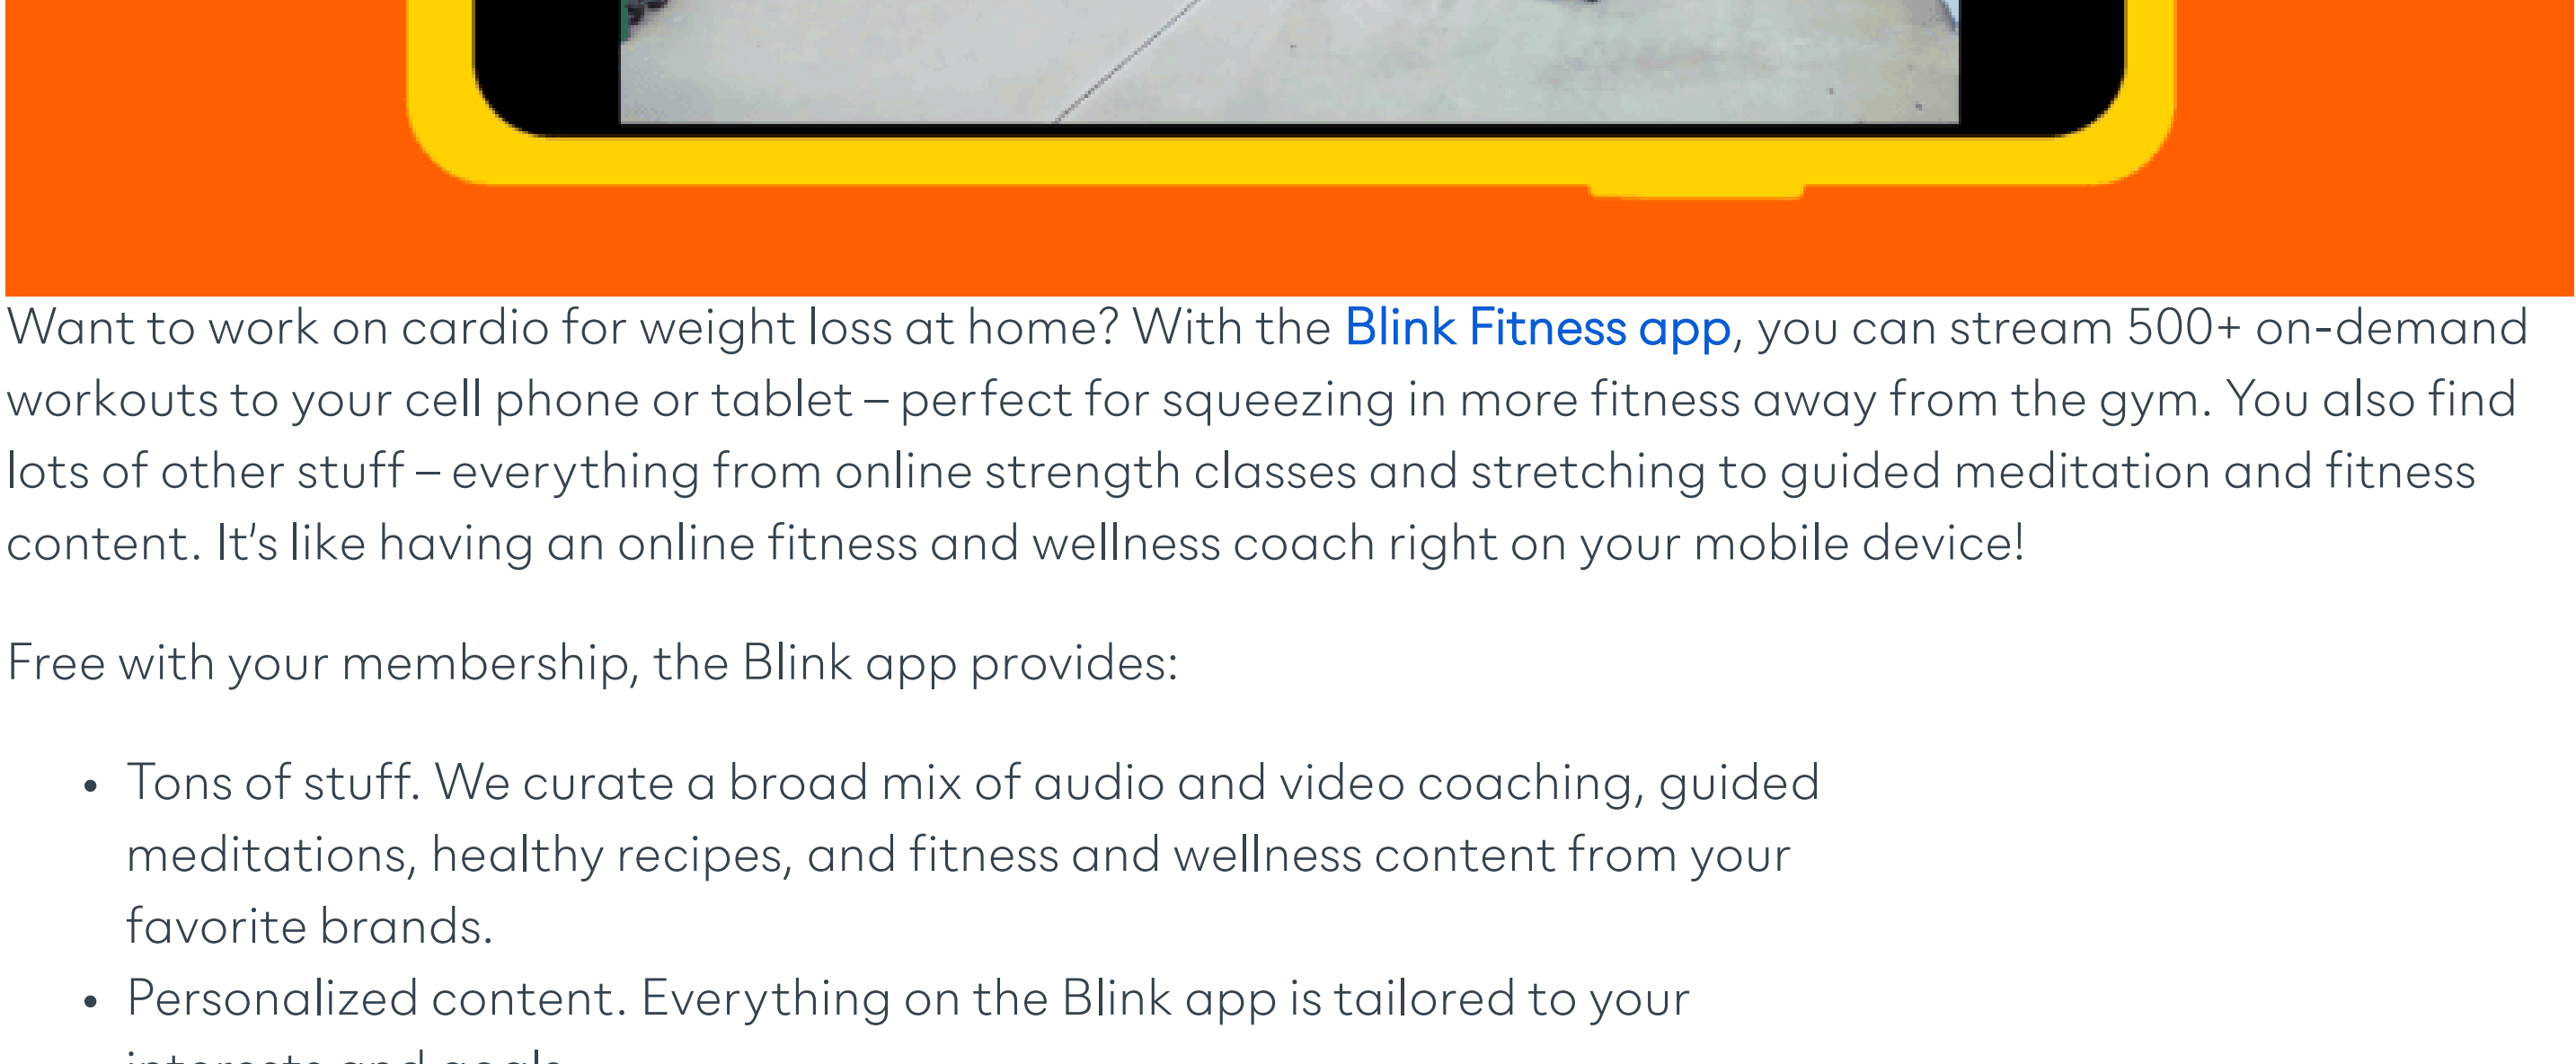 Want to work on cardio for weight loss at home? With the Blink Fitness app, you can stream 500+ on-demand
workouts to your cell phone or tablet – perfect for squeezing in more fitness away from the gym. You also find
lots of other stuff – everything from online strength classes and stretching to guided meditation and fitness
content. It’s like having an online fitness and wellness coach right on your mobile device!
Free with your membership, the Blink app provides:
• Tons of stuff. We curate a broad mix of audio and video coaching, guided
meditations, healthy recipes, and fitness and wellness content from your
favorite brands.
• Personalized content. Everything on the Blink app is tailored to your
interests and goals